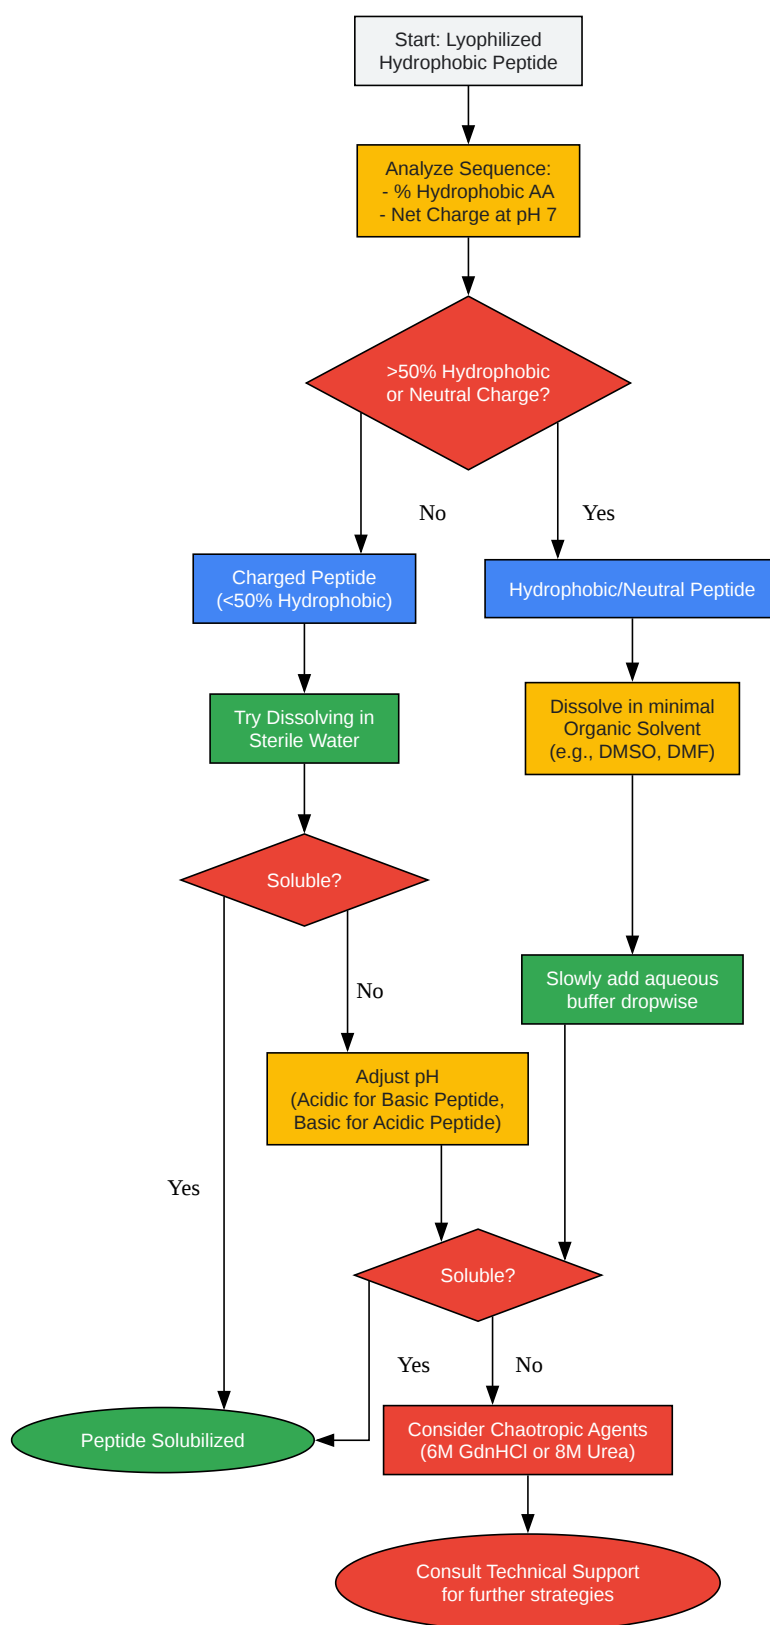 Start: Lyophilized
Hydrophobic Peptide
Analyze Sequence:
- % Hydrophobic AA
- Net Charge at pH 7
>50% Hydrophobic
or Neutral Charge?
No
Yes
Charged Peptide
(<50% Hydrophobic)
Hydrophobic/Neutral Peptide
Try Dissolving in
Sterile Water
Dissolve in minimal
Organic Solvent
(e.g., DMSO, DMF)
Soluble?
No
Slowly add aqueous
buffer dropwise
Adjust pH
(Acidic for Basic Peptide,
Basic for Acidic Peptide)
Yes
Soluble?
Yes
No
Peptide Solubilized
Consider Chaotropic Agents
(6M GdnHCl or 8M Urea)
Consult Technical Support
for further strategies